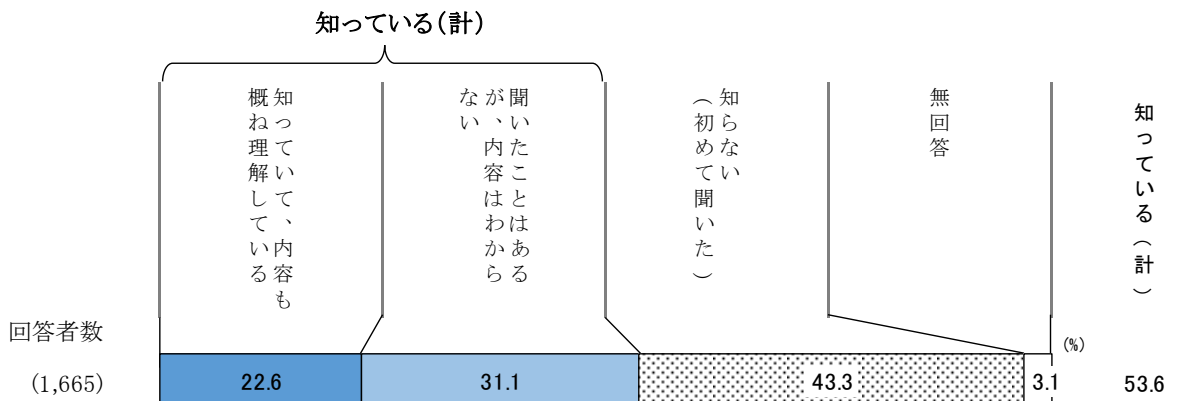 知っている(計)
知っていて、内容も
概ね理解している
聞いたことはある
が、内容はわから
ない
知らない
（初めて聞いた）
無回答
知っている（計）
回答者数
(%)
(1,665)
22.6
31.1
43.3
3.1
53.6